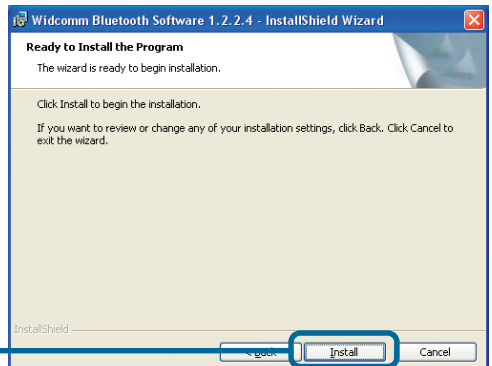 Widcomm Bluetooth Software 1.2.2.4 - InstallShield Wizard
Ready to Install the Program
The wizard is ready to begin installation.
Click Install to begin the installation.
If you want to review or change any of your installation settings, click Back. Click Cancel to
exit the wizard.
InstallShield
< Back Install Cancel